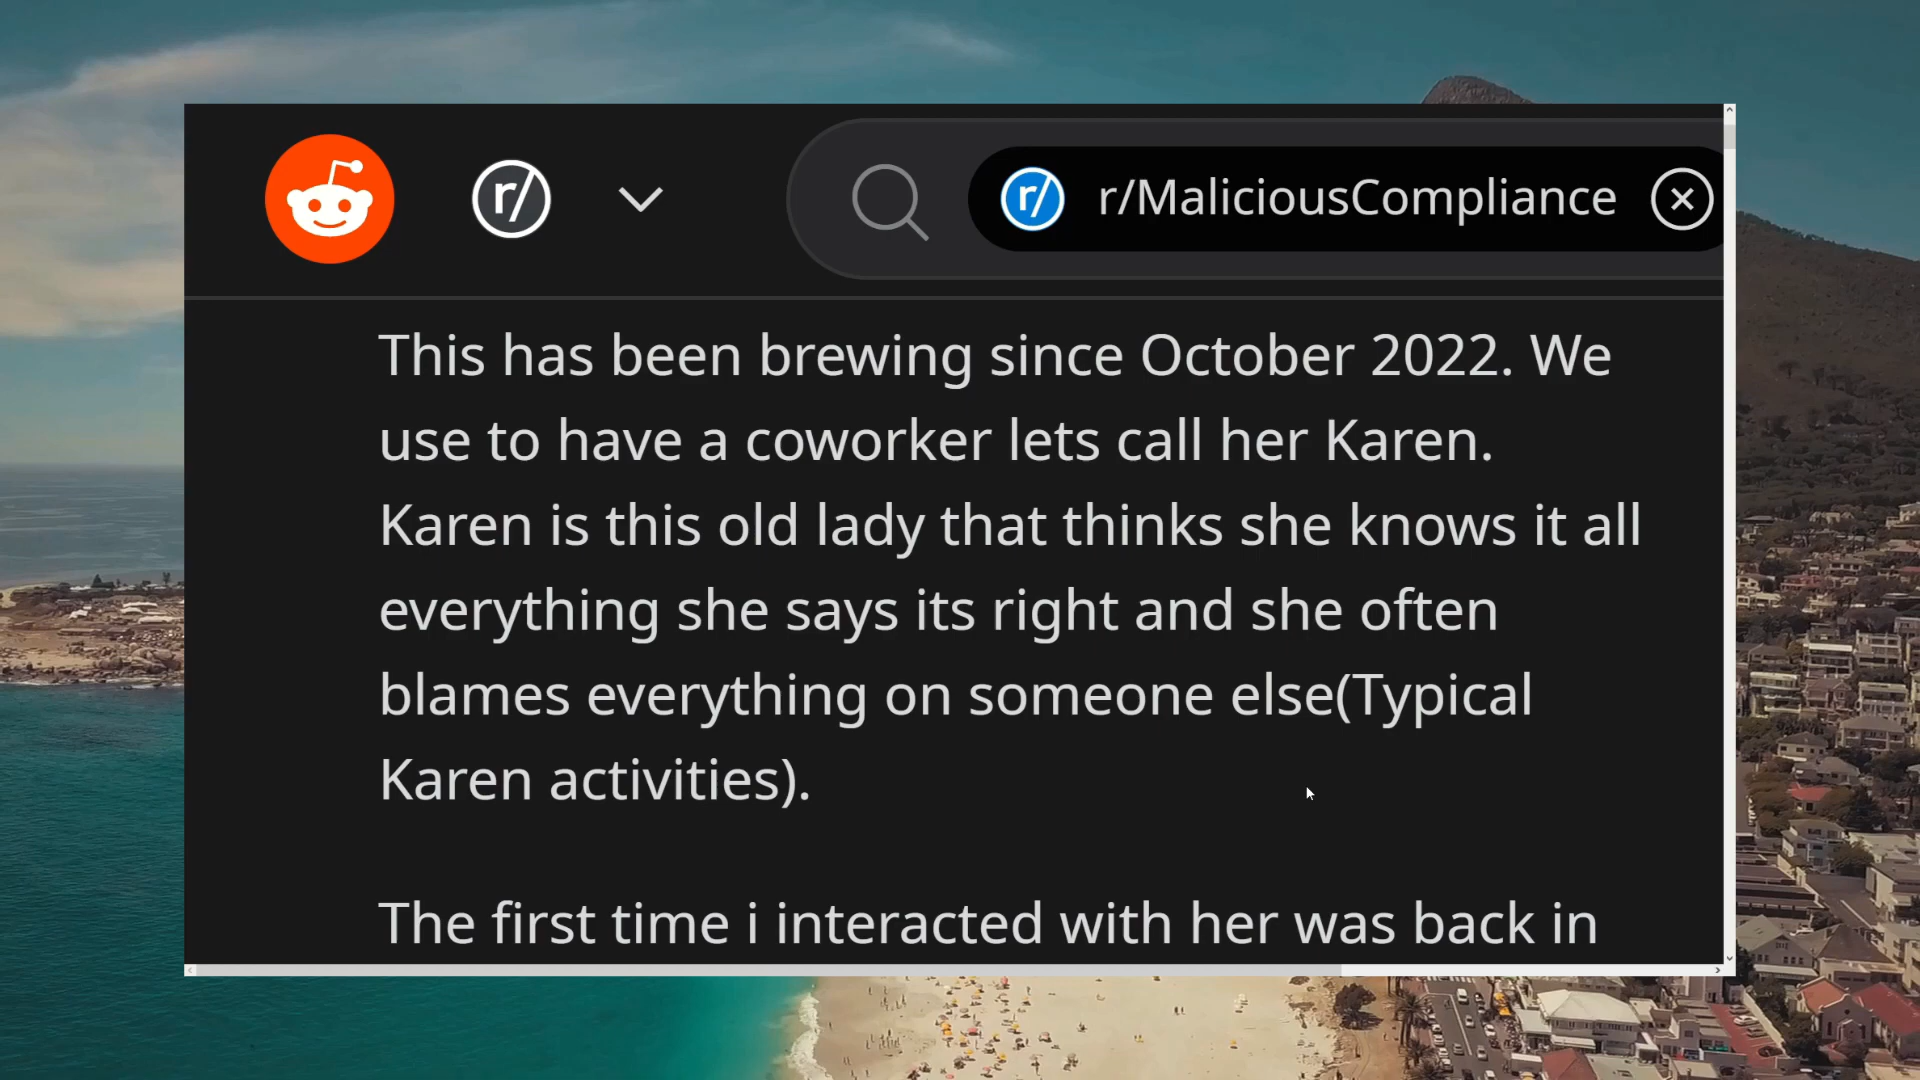 r/
r/ r/MaliciousCompliance
This has been brewing since October 2022. We
use to have a coworker lets call her Karen.
Karen is this old lady that thinks she knows it all
everything she says its right and she often
blames everything on someone else(Typical
Karen activities).
The first time i interacted with her was back in